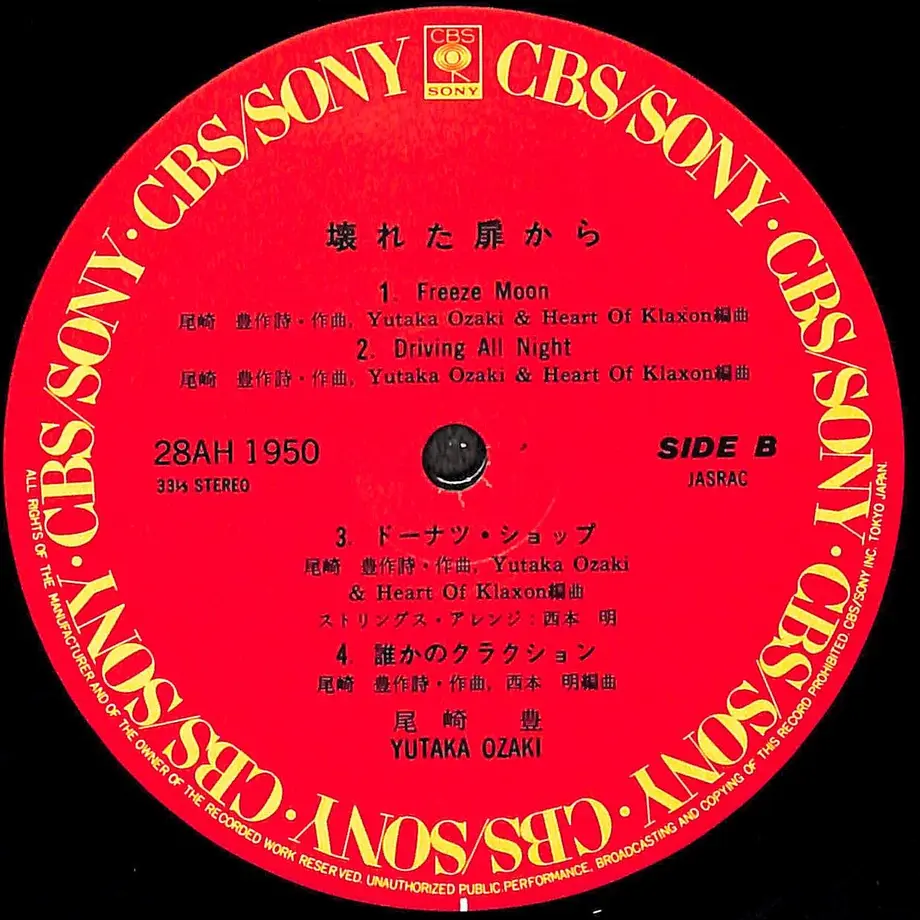 CBS
SONY
CBS/SONY · CBS/SONY · CBS/SONY · CBS/SONY · CBS/SONY · CBS/SONY · CBS/SONY · CBS/SONY
壊れた扉から
1. Freeze Moon
尾崎 豊作詩・作曲, Yutaka Ozaki & Heart Of Klaxon編曲
2. Driving All Night
尾崎 豊作詩・作曲, Yutaka Ozaki & Heart Of Klaxon編曲
28AH 1950
SIDE B
33⅓ STEREO
JASRAC
3. ドーナツ・ショップ
尾崎 豊作詩・作曲, Yutaka Ozaki
& Heart Of Klaxon編曲
ストリングス・アレンジ：西本 明
4. 誰かのクラクション
尾崎 豊作詩・作曲, 西本 明編曲
尾崎 豊
YUTAKA OZAKI
ALL RIGHTS OF THE MANUFACTURER AND OF THE OWNER OF THE RECORDED WORK RESERVED. UNAUTHORIZED PUBLIC PERFORMANCE, BROADCASTING AND COPYING OF THIS RECORD PROHIBITED. CBS/SONY INC. TOKYO JAPAN.